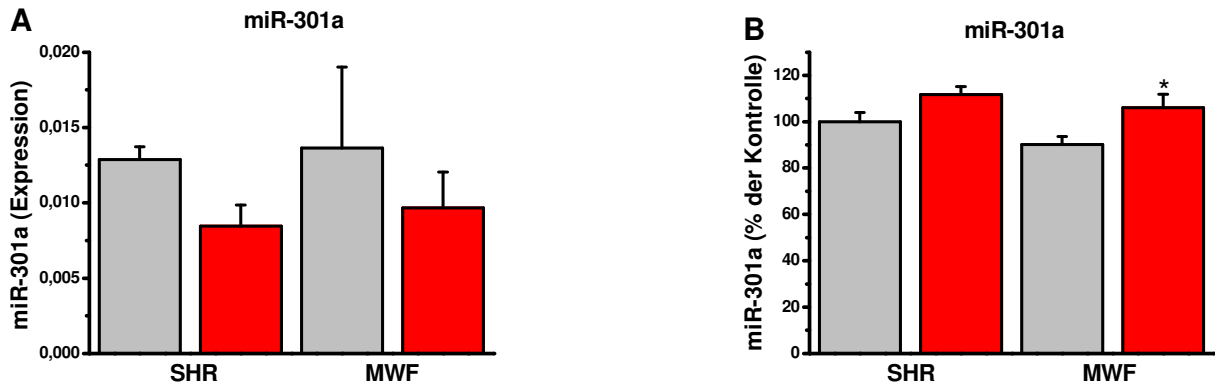 A
miR-301a
miR-301a (Expression)
0,020
0,015
0,010
0,005
0,000
SHR
MWF
B
miR-301a
miR-301a (% der Kontrolle)
120
100
80
60
40
20
0
*
SHR
MWF